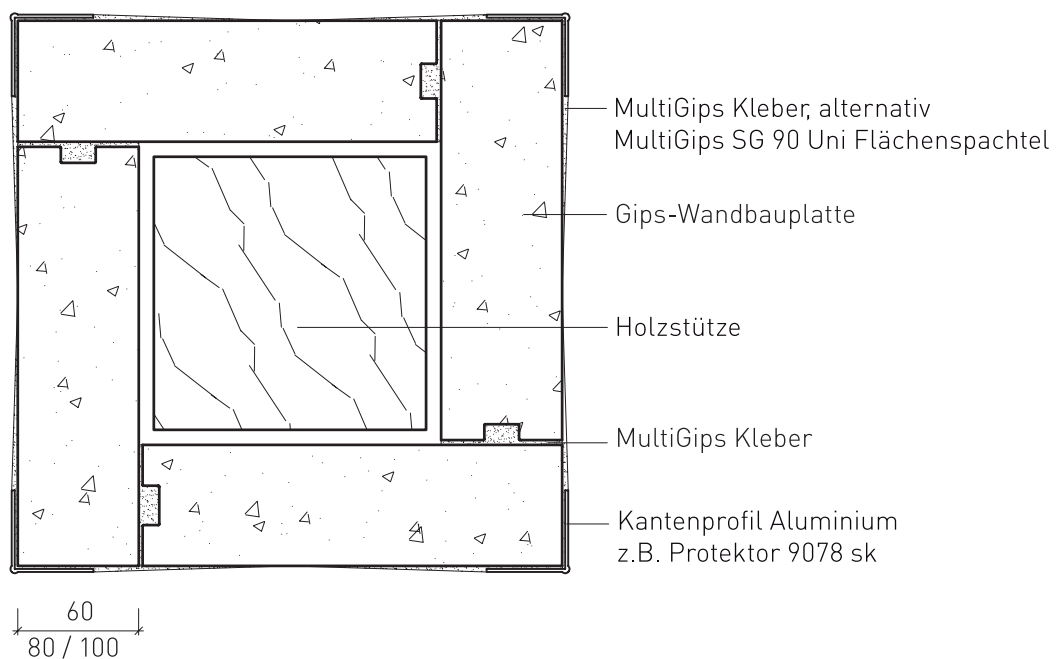 MultiGips Kleber, alternativ
MultiGips SG 90 Uni Flächenspachtel
Gips-Wandbauplatte
Holzstütze
MultiGips Kleber
Kantenprofil Aluminium
z.B. Protektor 9078 sk
60
80 / 100